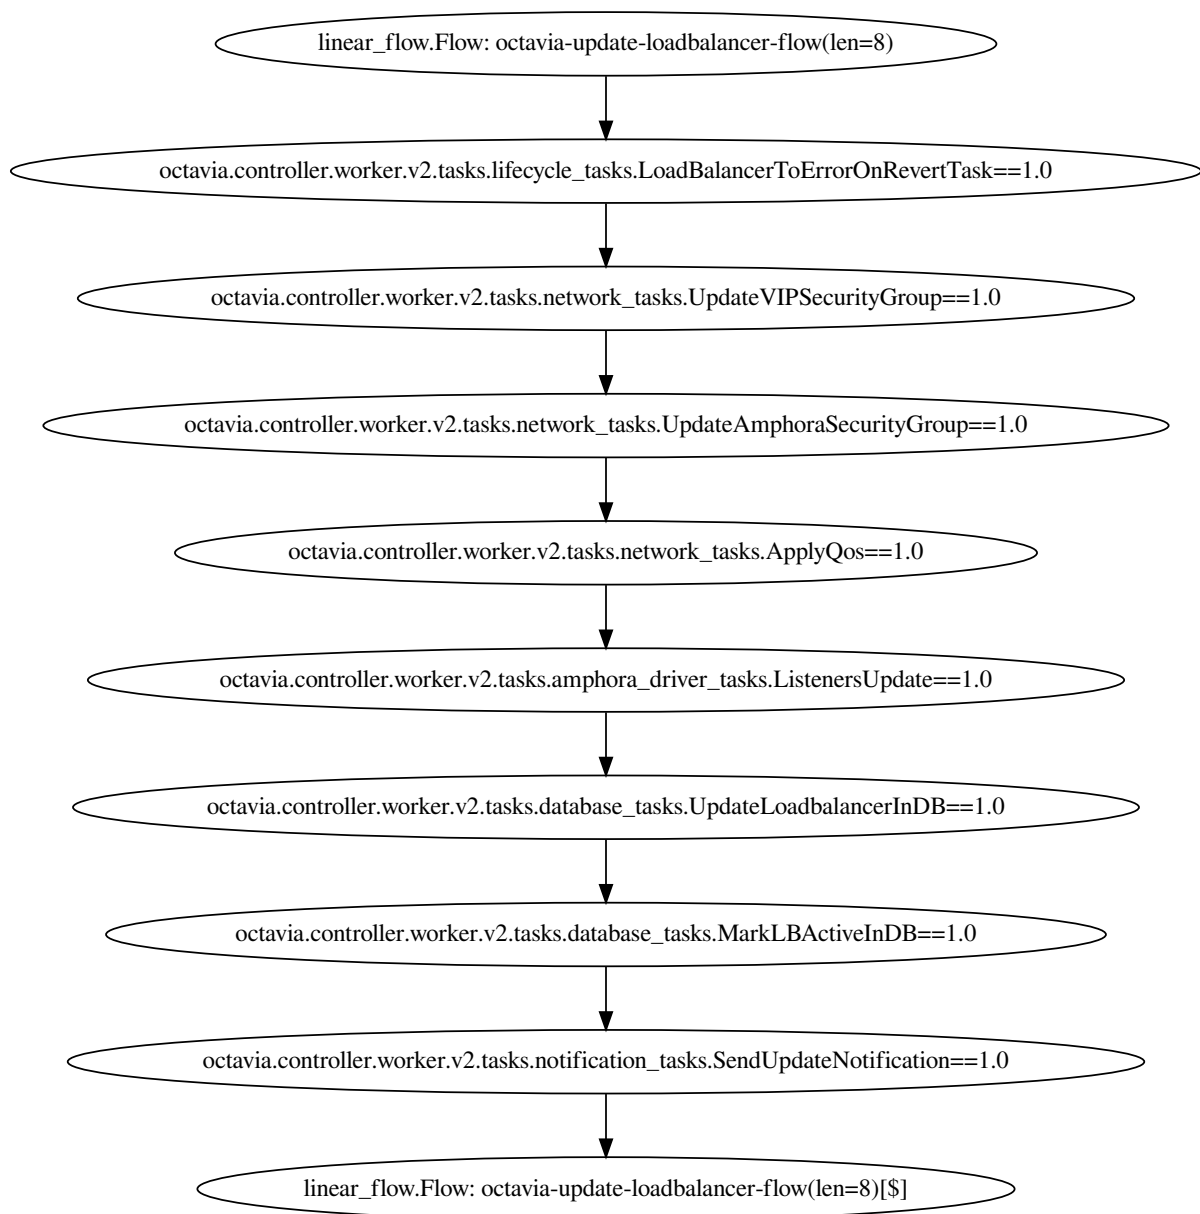 linear_flow.Flow: octavia-update-loadbalancer-flow(len=8)
octavia.controller.worker.v2.tasks.lifecycle_tasks.LoadBalancerToErrorOnRevertTask==1.0
octavia.controller.worker.v2.tasks.network_tasks.UpdateVIPSecurityGroup==1.0
octavia.controller.worker.v2.tasks.network_tasks.UpdateAmphoraSecurityGroup==1.0
octavia.controller.worker.v2.tasks.network_tasks.ApplyQos==1.0
octavia.controller.worker.v2.tasks.amphora_driver_tasks.ListenersUpdate==1.0
octavia.controller.worker.v2.tasks.database_tasks.UpdateLoadbalancerInDB==1.0
octavia.controller.worker.v2.tasks.database_tasks.MarkLBActiveInDB==1.0
octavia.controller.worker.v2.tasks.notification_tasks.SendUpdateNotification==1.0
linear_flow.Flow: octavia-update-loadbalancer-flow(len=8)[$]